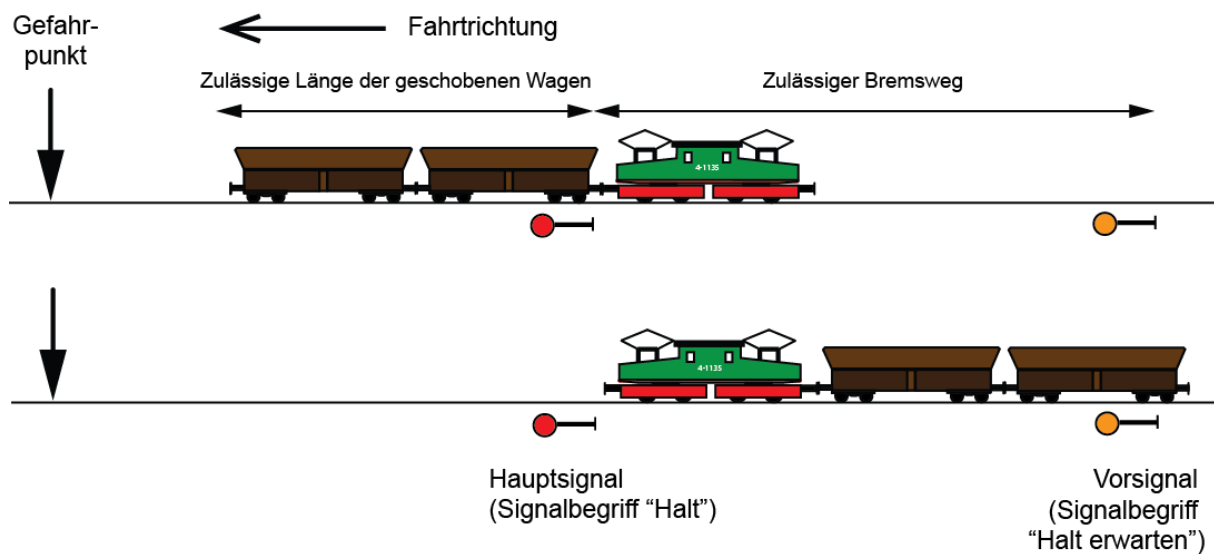 Gefahr-
punkt
Fahrtrichtung
Zulässige Länge der geschobenen Wagen
Zulässiger Bremsweg
4-1135
4-1135
Hauptsignal
(Signalbegriff “Halt”)
Vorsignal
(Signalbegriff
“Halt erwarten”)